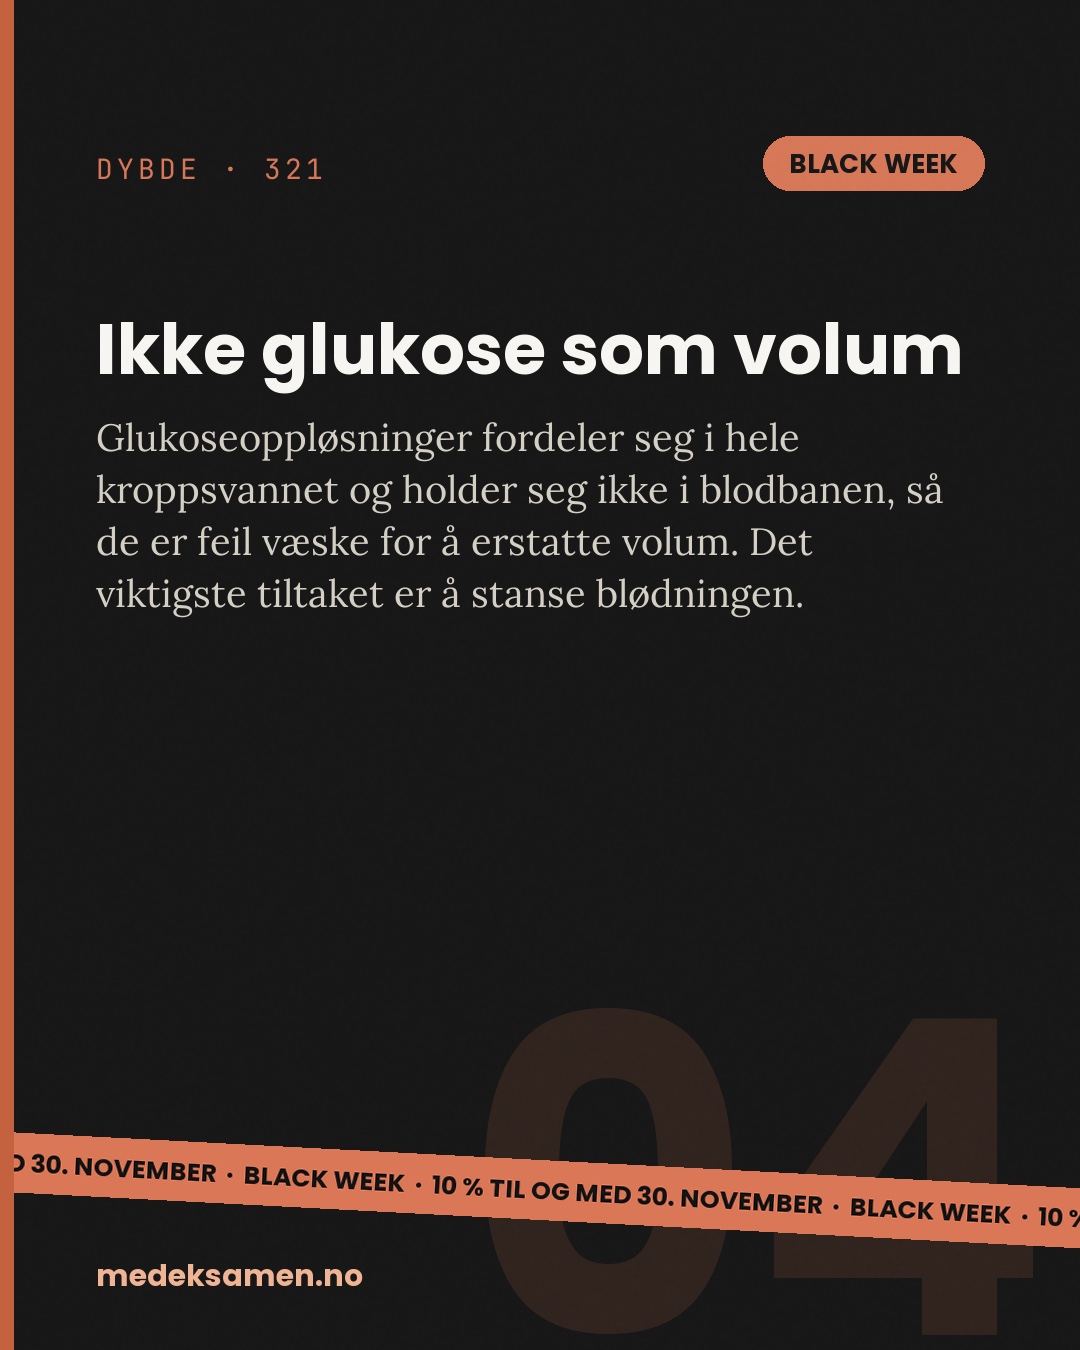 DYBDE · 321
BLACK WEEK
Ikke glukose som volum
Glukoseoppløsninger fordeler seg i hele
kroppsvannet og holder seg ikke i blodbanen, så
de er feil væske for å erstatte volum. Det
viktigste tiltaket er å stanse blødningen.
04
30. NOVEMBER · BLACK WEEK · 10 % TIL OG MED 30. NOVEMBER · BLACK WEEK · 10 %
medeksamen.no